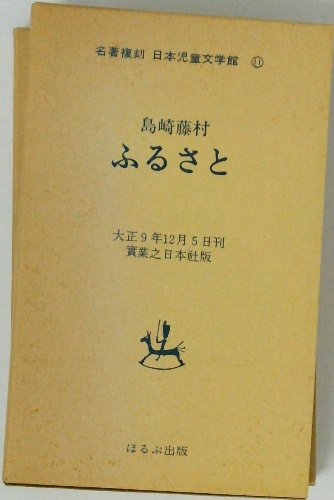 名著複刻 日本児童文学館 ⑪
島崎藤村
ふるさと
大正9年12月5日刊
實業之日本社版
ほるぷ出版